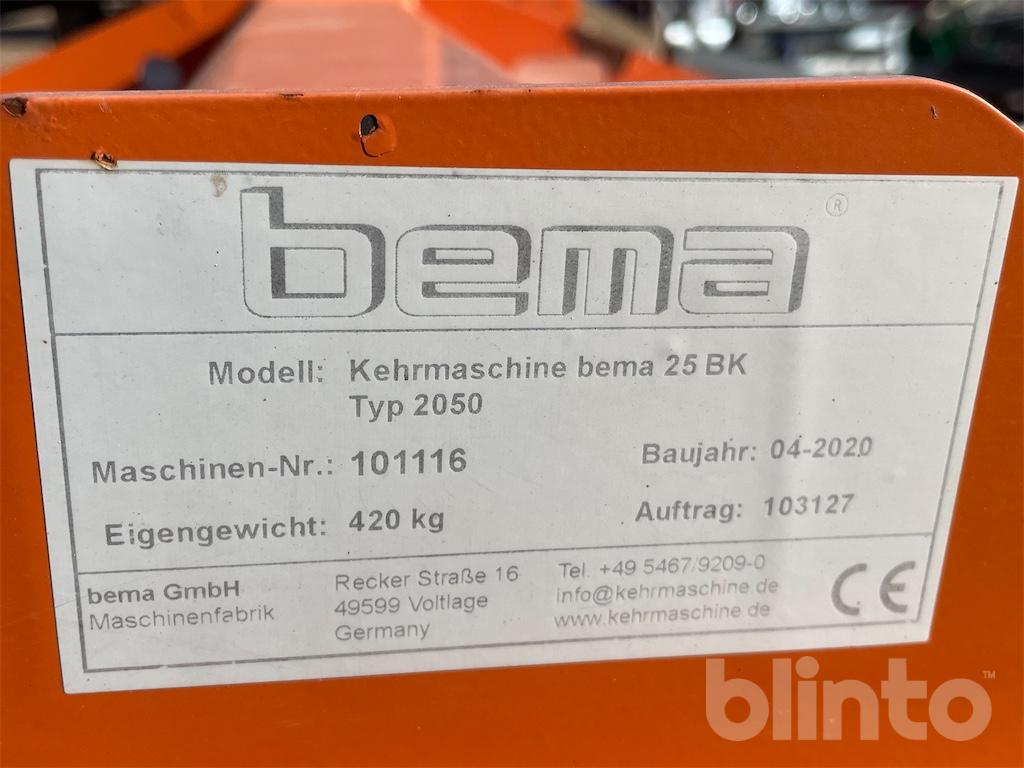 bema ®
Modell: Kehrmaschine bema 25 BK
Typ 2050
Maschinen-Nr.: 101116
Baujahr: 04-2020
Eigengewicht: 420 kg
Auftrag: 103127
bema GmbH
Maschinenfabrik
Recker Straße 16
49599 Voltlage
Germany
Tel. +49 5467/9209-0
info@kehrmaschine.de
www.kehrmaschine.de
CE
blinto™